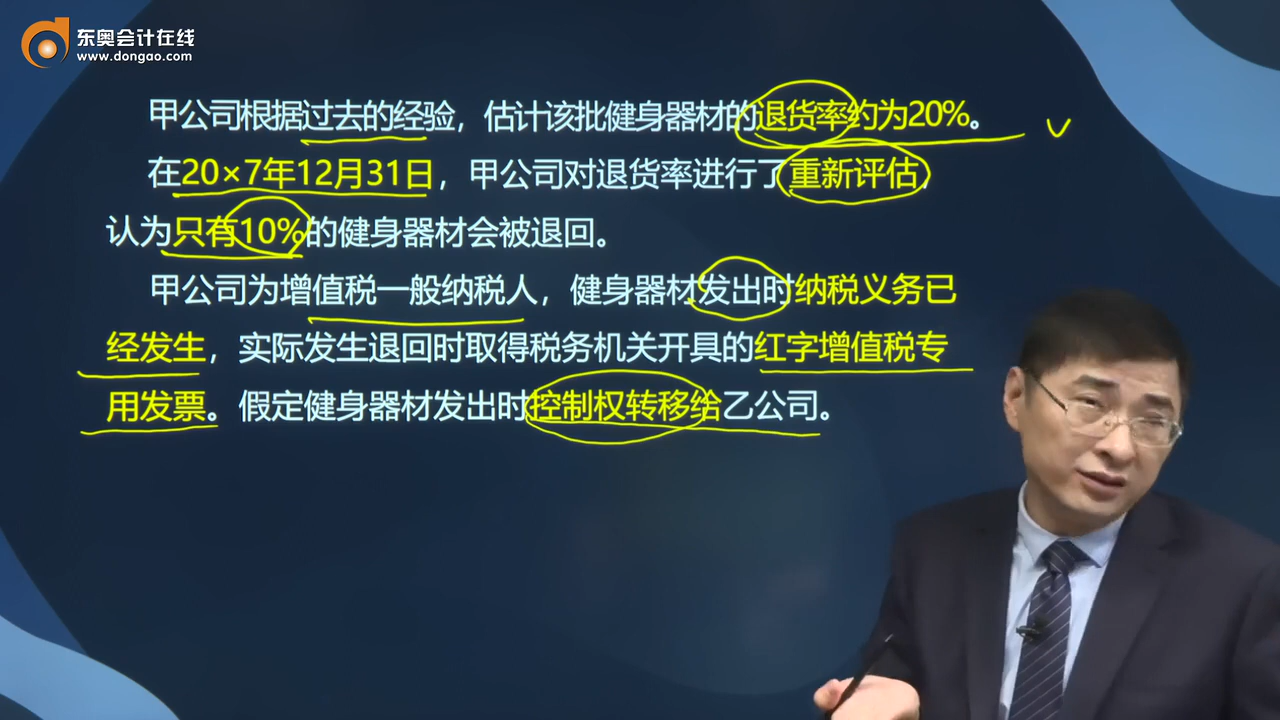 东奥会计在线
www.dongao.com
甲公司根据过去的经验，估计该批健身器材的退货率约为20%。
在20×7年12月31日，甲公司对退货率进行了重新评估，
认为只有10%的健身器材会被退回。
甲公司为增值税一般纳税人，健身器材发出时纳税义务已
经发生，实际发生退回时取得税务机关开具的红字增值税专
用发票。假定健身器材发出时控制权转移给乙公司。